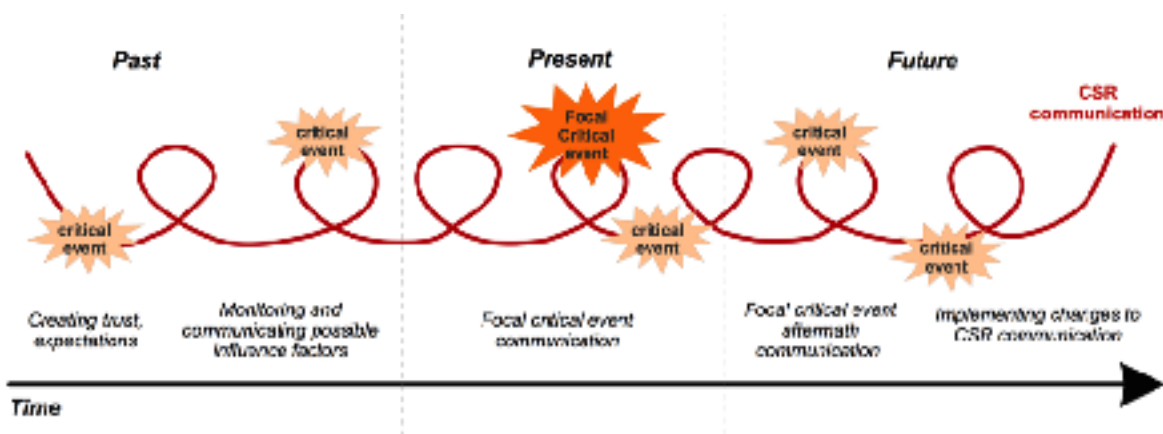 Past
Present
Future
CSR
communication
critical
event
Focal
Critical
event
critical
event
critical
event
critical
event
critical
event
Creating trust,
expectations
Monitoring and
communicating possible
influence factors
Focal critical event
communication
Focal critical event
aftermath
communication
Implementing changes to
CSR communication
Time